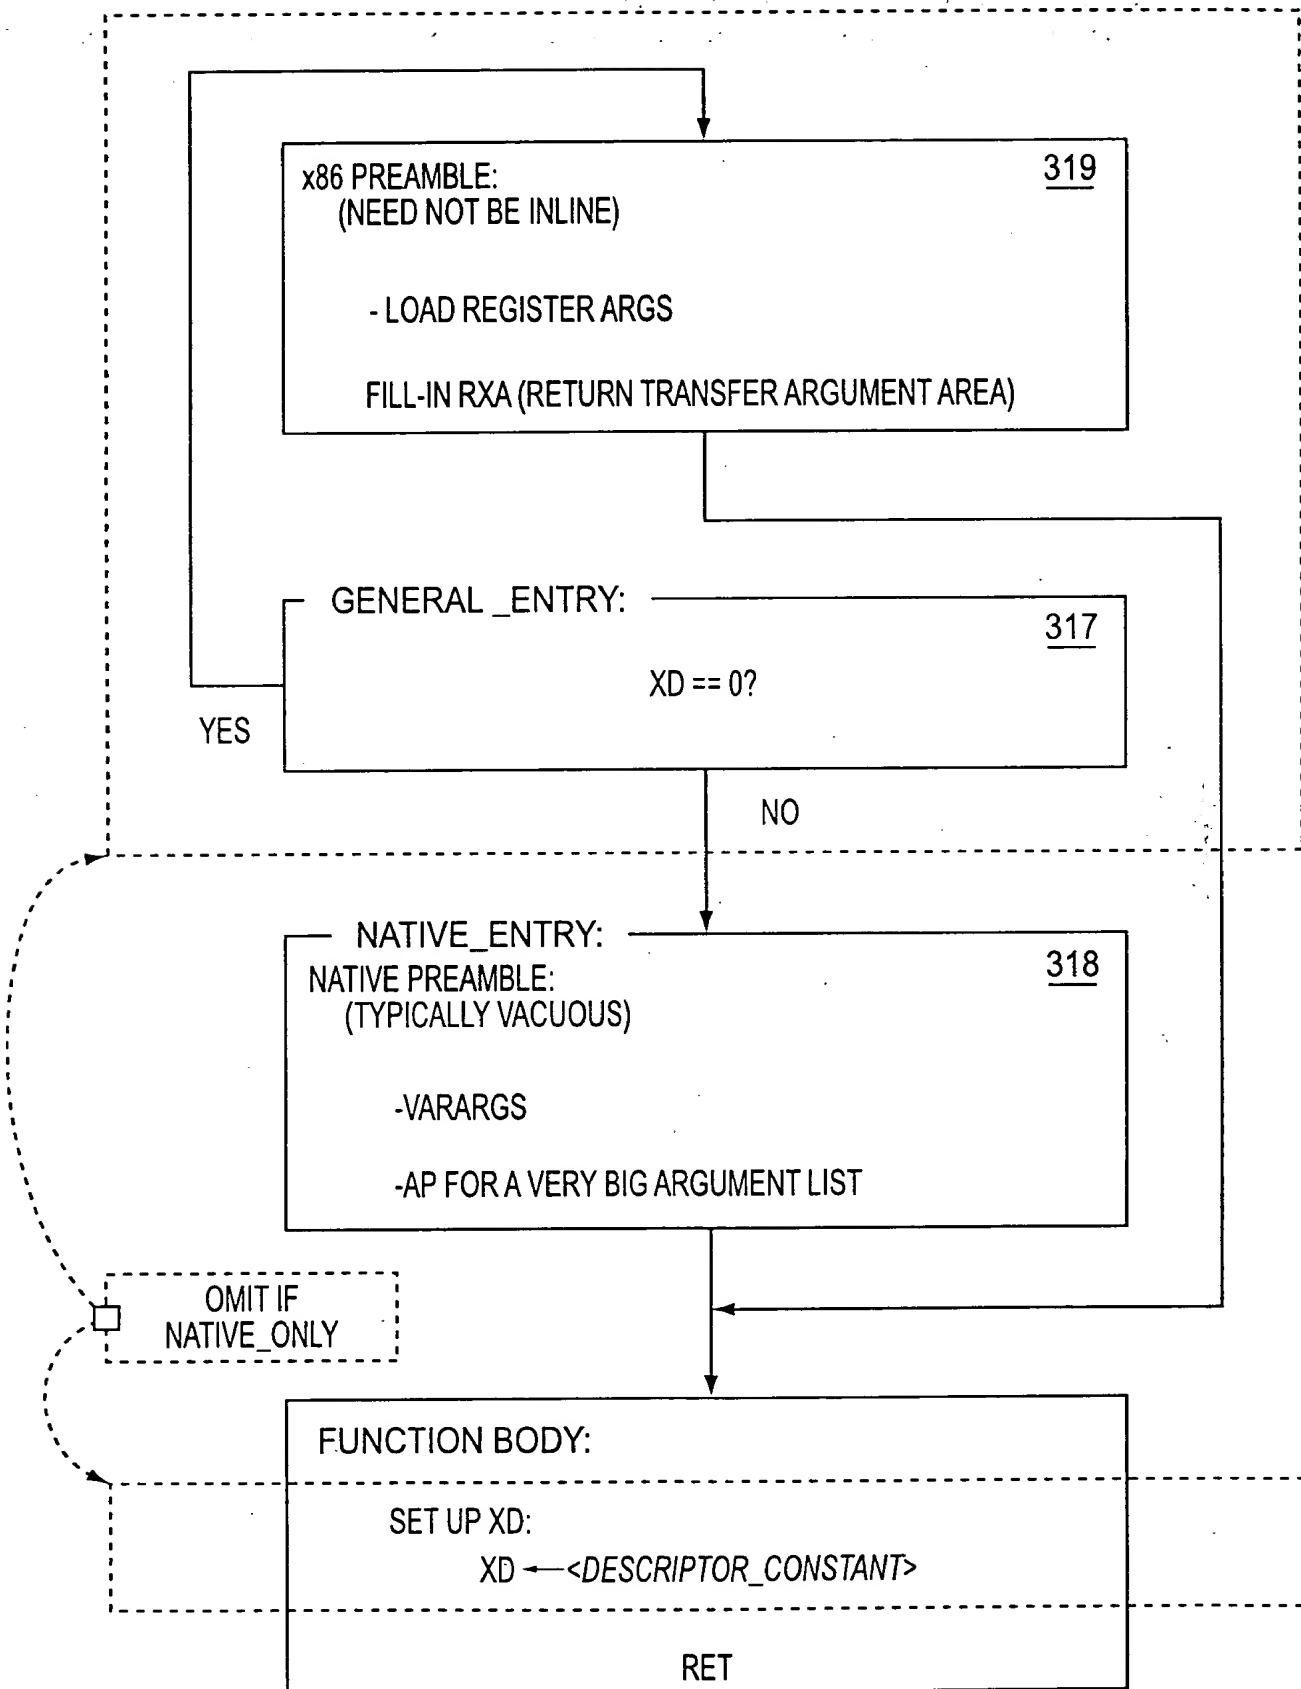 x86 PREAMBLE:
319
(NEED NOT BE INLINE)
- LOAD REGISTER ARGS
FILL-IN RXA (RETURN TRANSFER ARGUMENT AREA)
GENERAL_ENTRY:
317
XD == 0?
YES
NO
NATIVE_ENTRY:
NATIVE PREAMBLE:
318
(TYPICALLY VACUOUS)
-VARARGS
-AP FOR A VERY BIG ARGUMENT LIST
OMIT IF
NATIVE_ONLY
FUNCTION BODY:
SET UP XD:
XD ←<DESCRIPTOR_CONSTANT>
RET